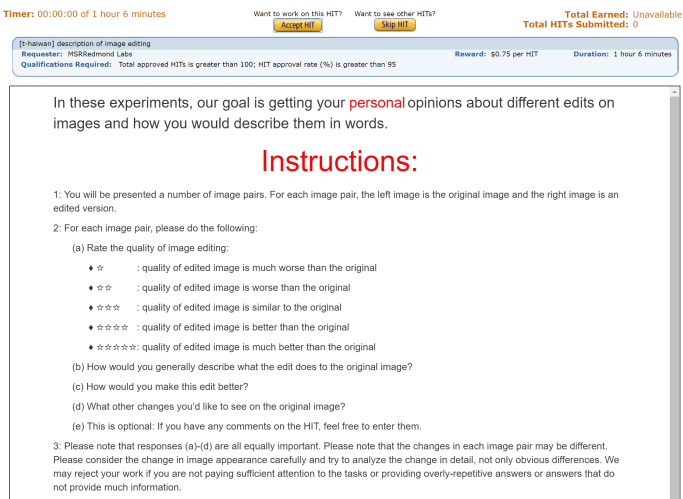 Timer: 00:00:00 of 1 hour 6 minutes
Want to work on this HIT?
Accept HIT
Want to see other HITs?
Skip HIT
Total Earned: Unavailable
Total HITs Submitted: 0
[t-haiwan] description of image editing
Requester: MSRRedmond Labs
Reward: $0.75 per HIT
Duration: 1 hour 6 minutes
Qualifications Required: Total approved HITs is greater than 100; HIT approval rate (%) is greater than 95
In these experiments, our goal is getting your personal opinions about different edits on
images and how you would describe them in words.
Instructions:
1: You will be presented a number of image pairs. For each image pair, the left image is the original image and the right image is an
edited version.
2: For each image pair, please do the following:
(a) Rate the quality of image editing:
♦ ☆ : quality of edited image is much worse than the original
♦ ☆☆ : quality of edited image is worse than the original
♦ ☆☆☆ : quality of edited image is similar to the original
♦ ☆☆☆☆ : quality of edited image is better than the original
♦ ☆☆☆☆☆: quality of edited image is much better than the original
(b) How would you generally describe what the edit does to the original image?
(c) How would you make this edit better?
(d) What other changes you'd like to see on the original image?
(e) This is optional: If you have any comments on the HIT, feel free to enter them.
3: Please note that responses (a)-(d) are all equally important. Please note that the changes in each image pair may be different.
Please consider the change in image appearance carefully and try to analyze the change in detail, not only obvious differences. We
may reject your work if you are not paying sufficient attention to the tasks or providing overly-repetitive answers or answers that do
not provide much information.